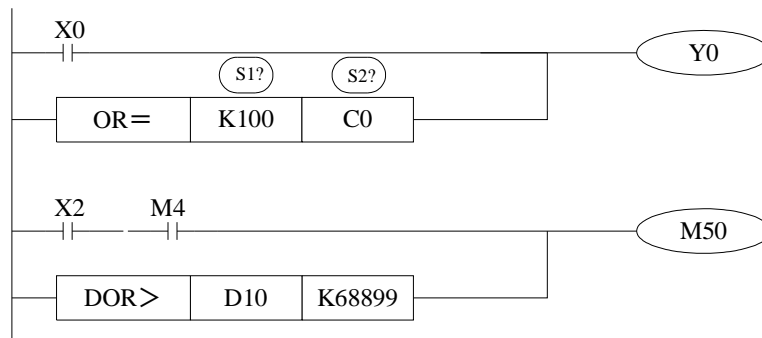 X0
Y0
S1? S2?
OR= K100 C0
X2 M4
M50
DOR> D10 K68899